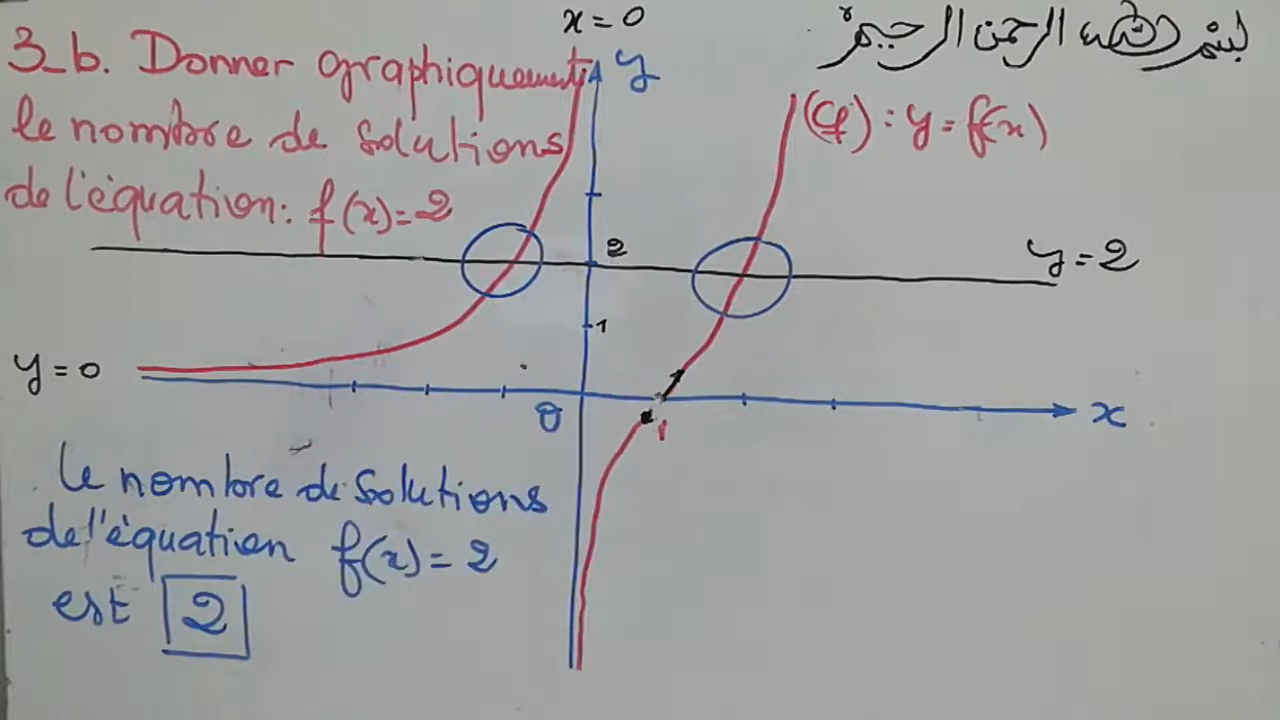 x = 0
بسم الله الرحمن الرحيم
3_b. Donner graphiquement
le nombre de solutions
de l'équation: f(x)=2
y
(Cf) : y = f(x)
2
y = 2
1
y = 0
0
1
x
le nombre de solutions
de l'équation f(x) = 2
est 2